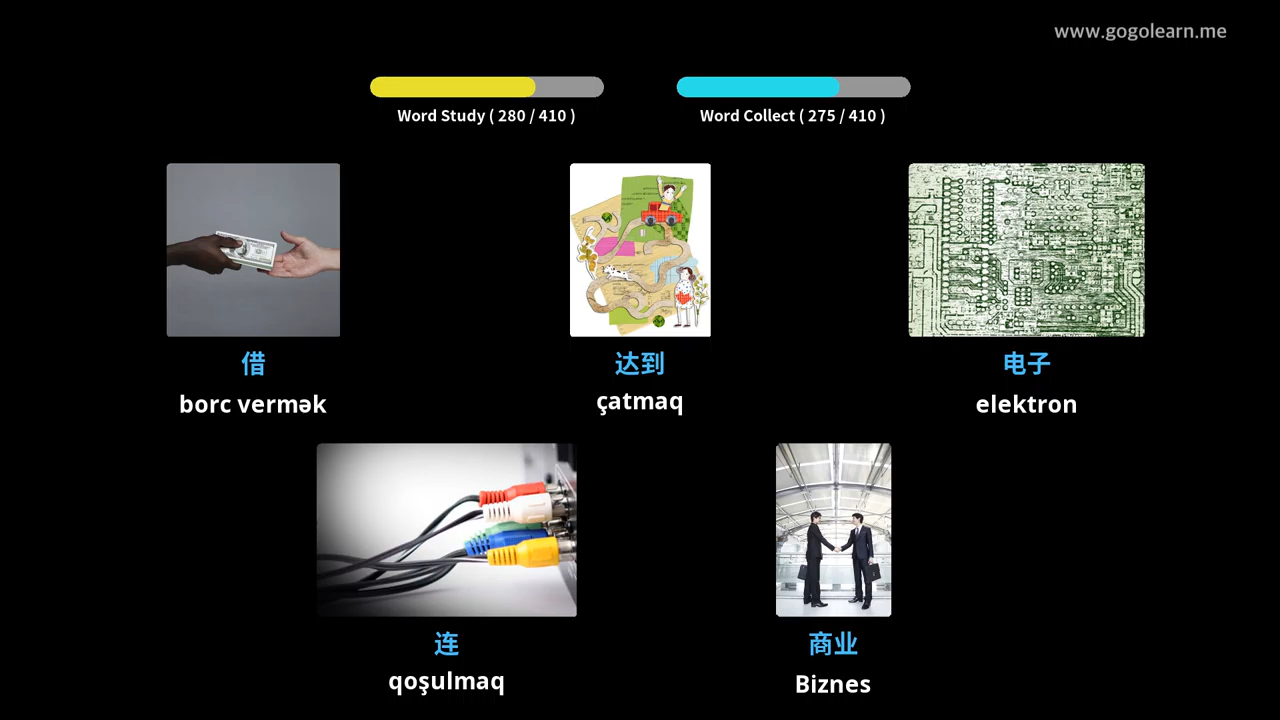 www.gogolearn.me
Word Study ( 280 / 410 )
Word Collect ( 275 / 410 )
借
达到
电子
borc vermək
çatmaq
elektron
连
商业
qoşulmaq
Biznes